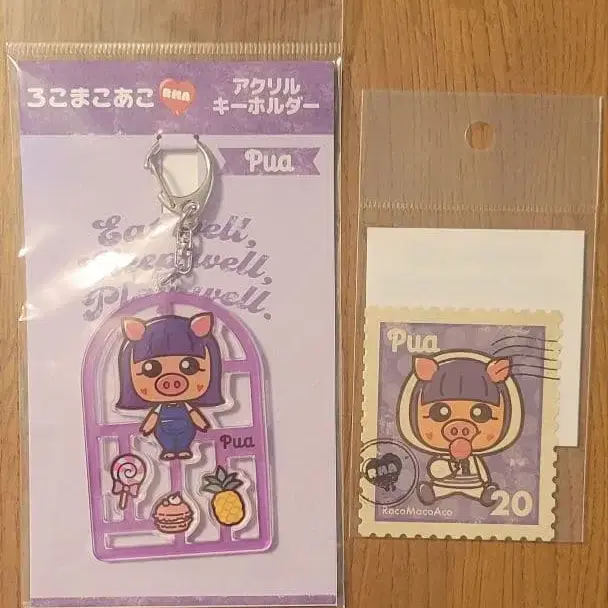 ろこまこあこ
RMA
アクリル
キーホルダー
Pua
Eat well,
Sleep well,
Play well.
Pua
Pua
RMA
RocoMacoAco
20